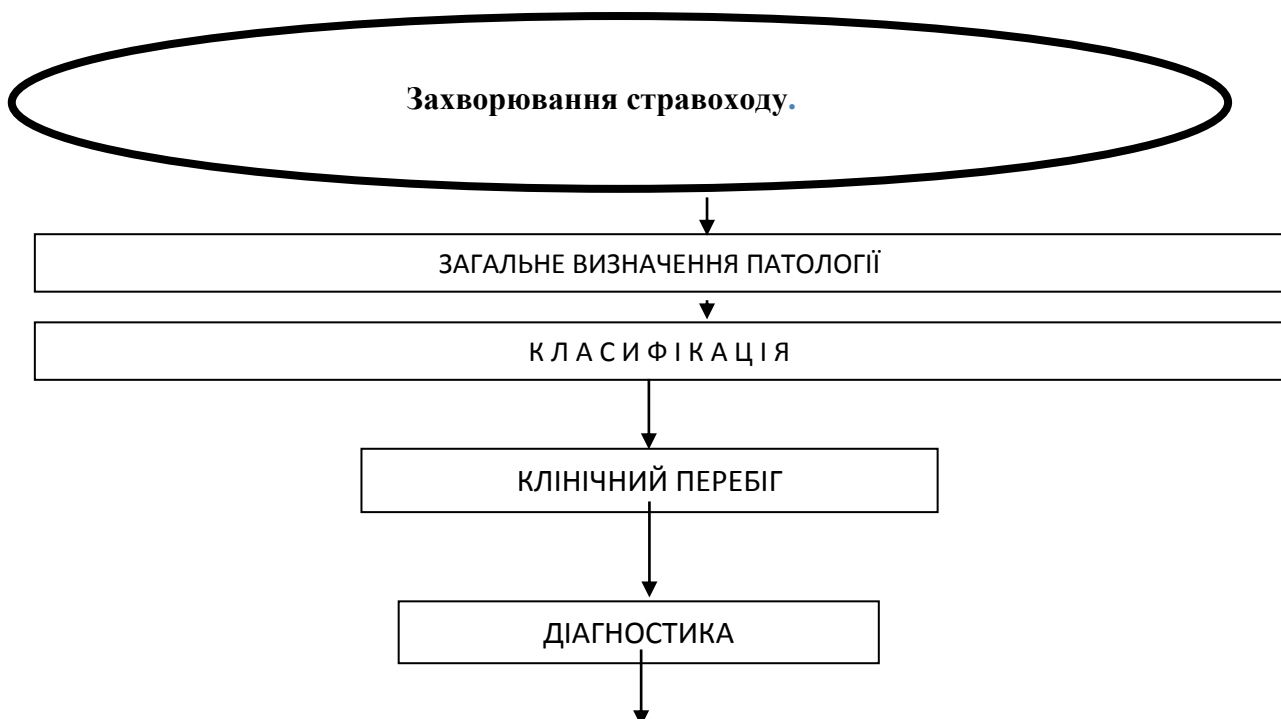 Захворювання стравоходу.
ЗАГАЛЬНЕ ВИЗНАЧЕННЯ ПАТОЛОГІЇ
К Л А С И Ф І К А Ц І Я
КЛІНІЧНИЙ ПЕРЕБІГ
ДІАГНОСТИКА